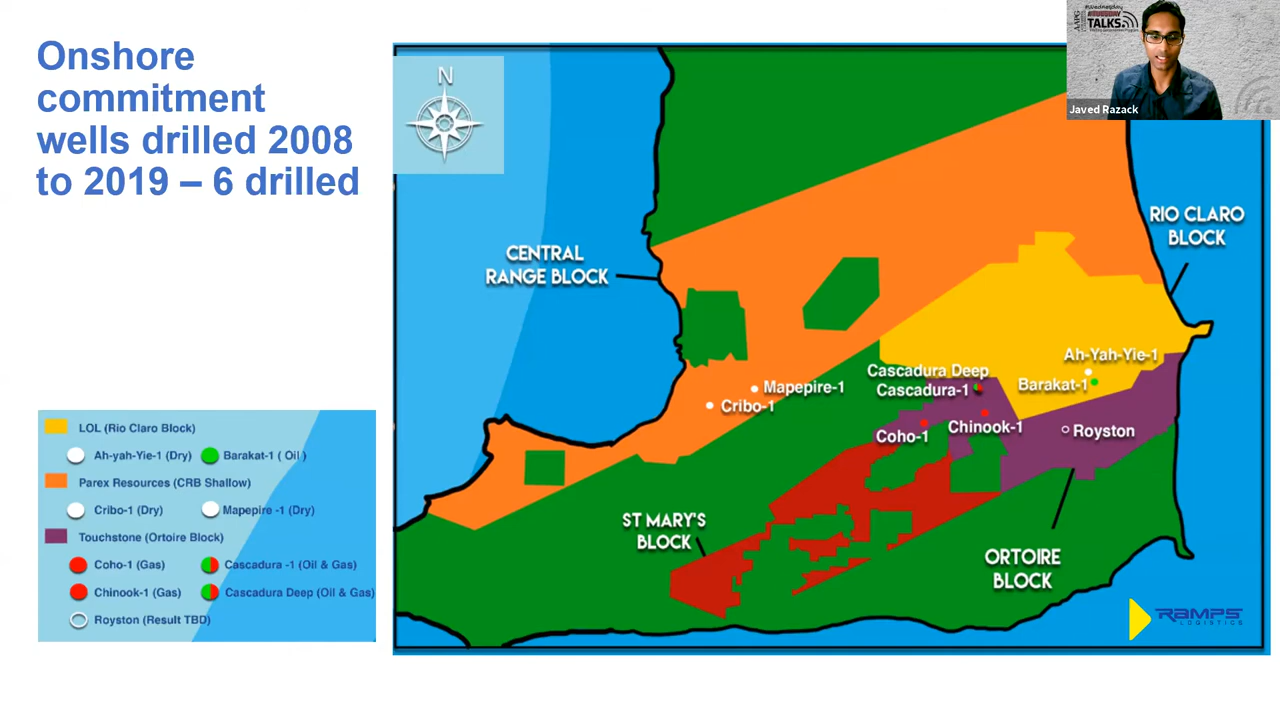 Onshore
commitment
wells drilled 2008
to 2019 – 6 drilled
N
CENTRAL
RANGE BLOCK
RIO CLARO
BLOCK
Ah-Yah-Yie-1
Barakat-1
Cascadura Deep
Cascadura-1
Mapepire-1
Cribo-1
Coho-1
Chinook-1
Royston
ST MARY'S
BLOCK
ORTOIRE
BLOCK
RAMPS
LOGISTICS
LOL (Rio Claro Block)
Ah-yah-Yie-1 (Dry)
Barakat-1 ( Oil )
Parex Resources (CRB Shallow)
Cribo-1 (Dry)
Mapepire -1 (Dry)
Touchstone (Ortoire Block)
Coho-1 (Gas)
Cascadura -1 (Oil & Gas)
Chinook-1 (Gas)
Cascadura Deep (Oil & Gas)
Royston (Result TBD)
AAPG
#Wednesday
#TUESDAY
TALKS
Javed Razack